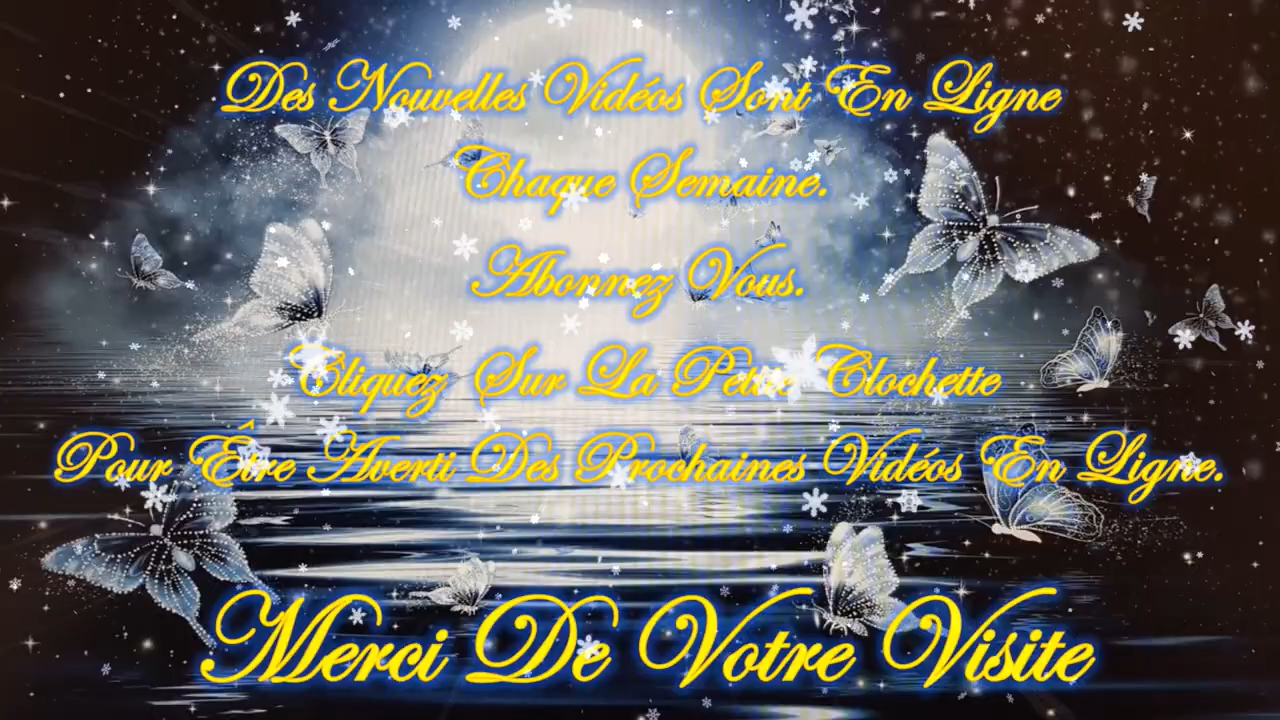 Des Nouvelles Vidéos Sont En Ligne
Chaque Semaine.
Abonnez Vous.
Cliquez Sur La Petite Clochette
Pour Être Averti Des Prochaines Vidéos En Ligne.
Merci De Votre Visite